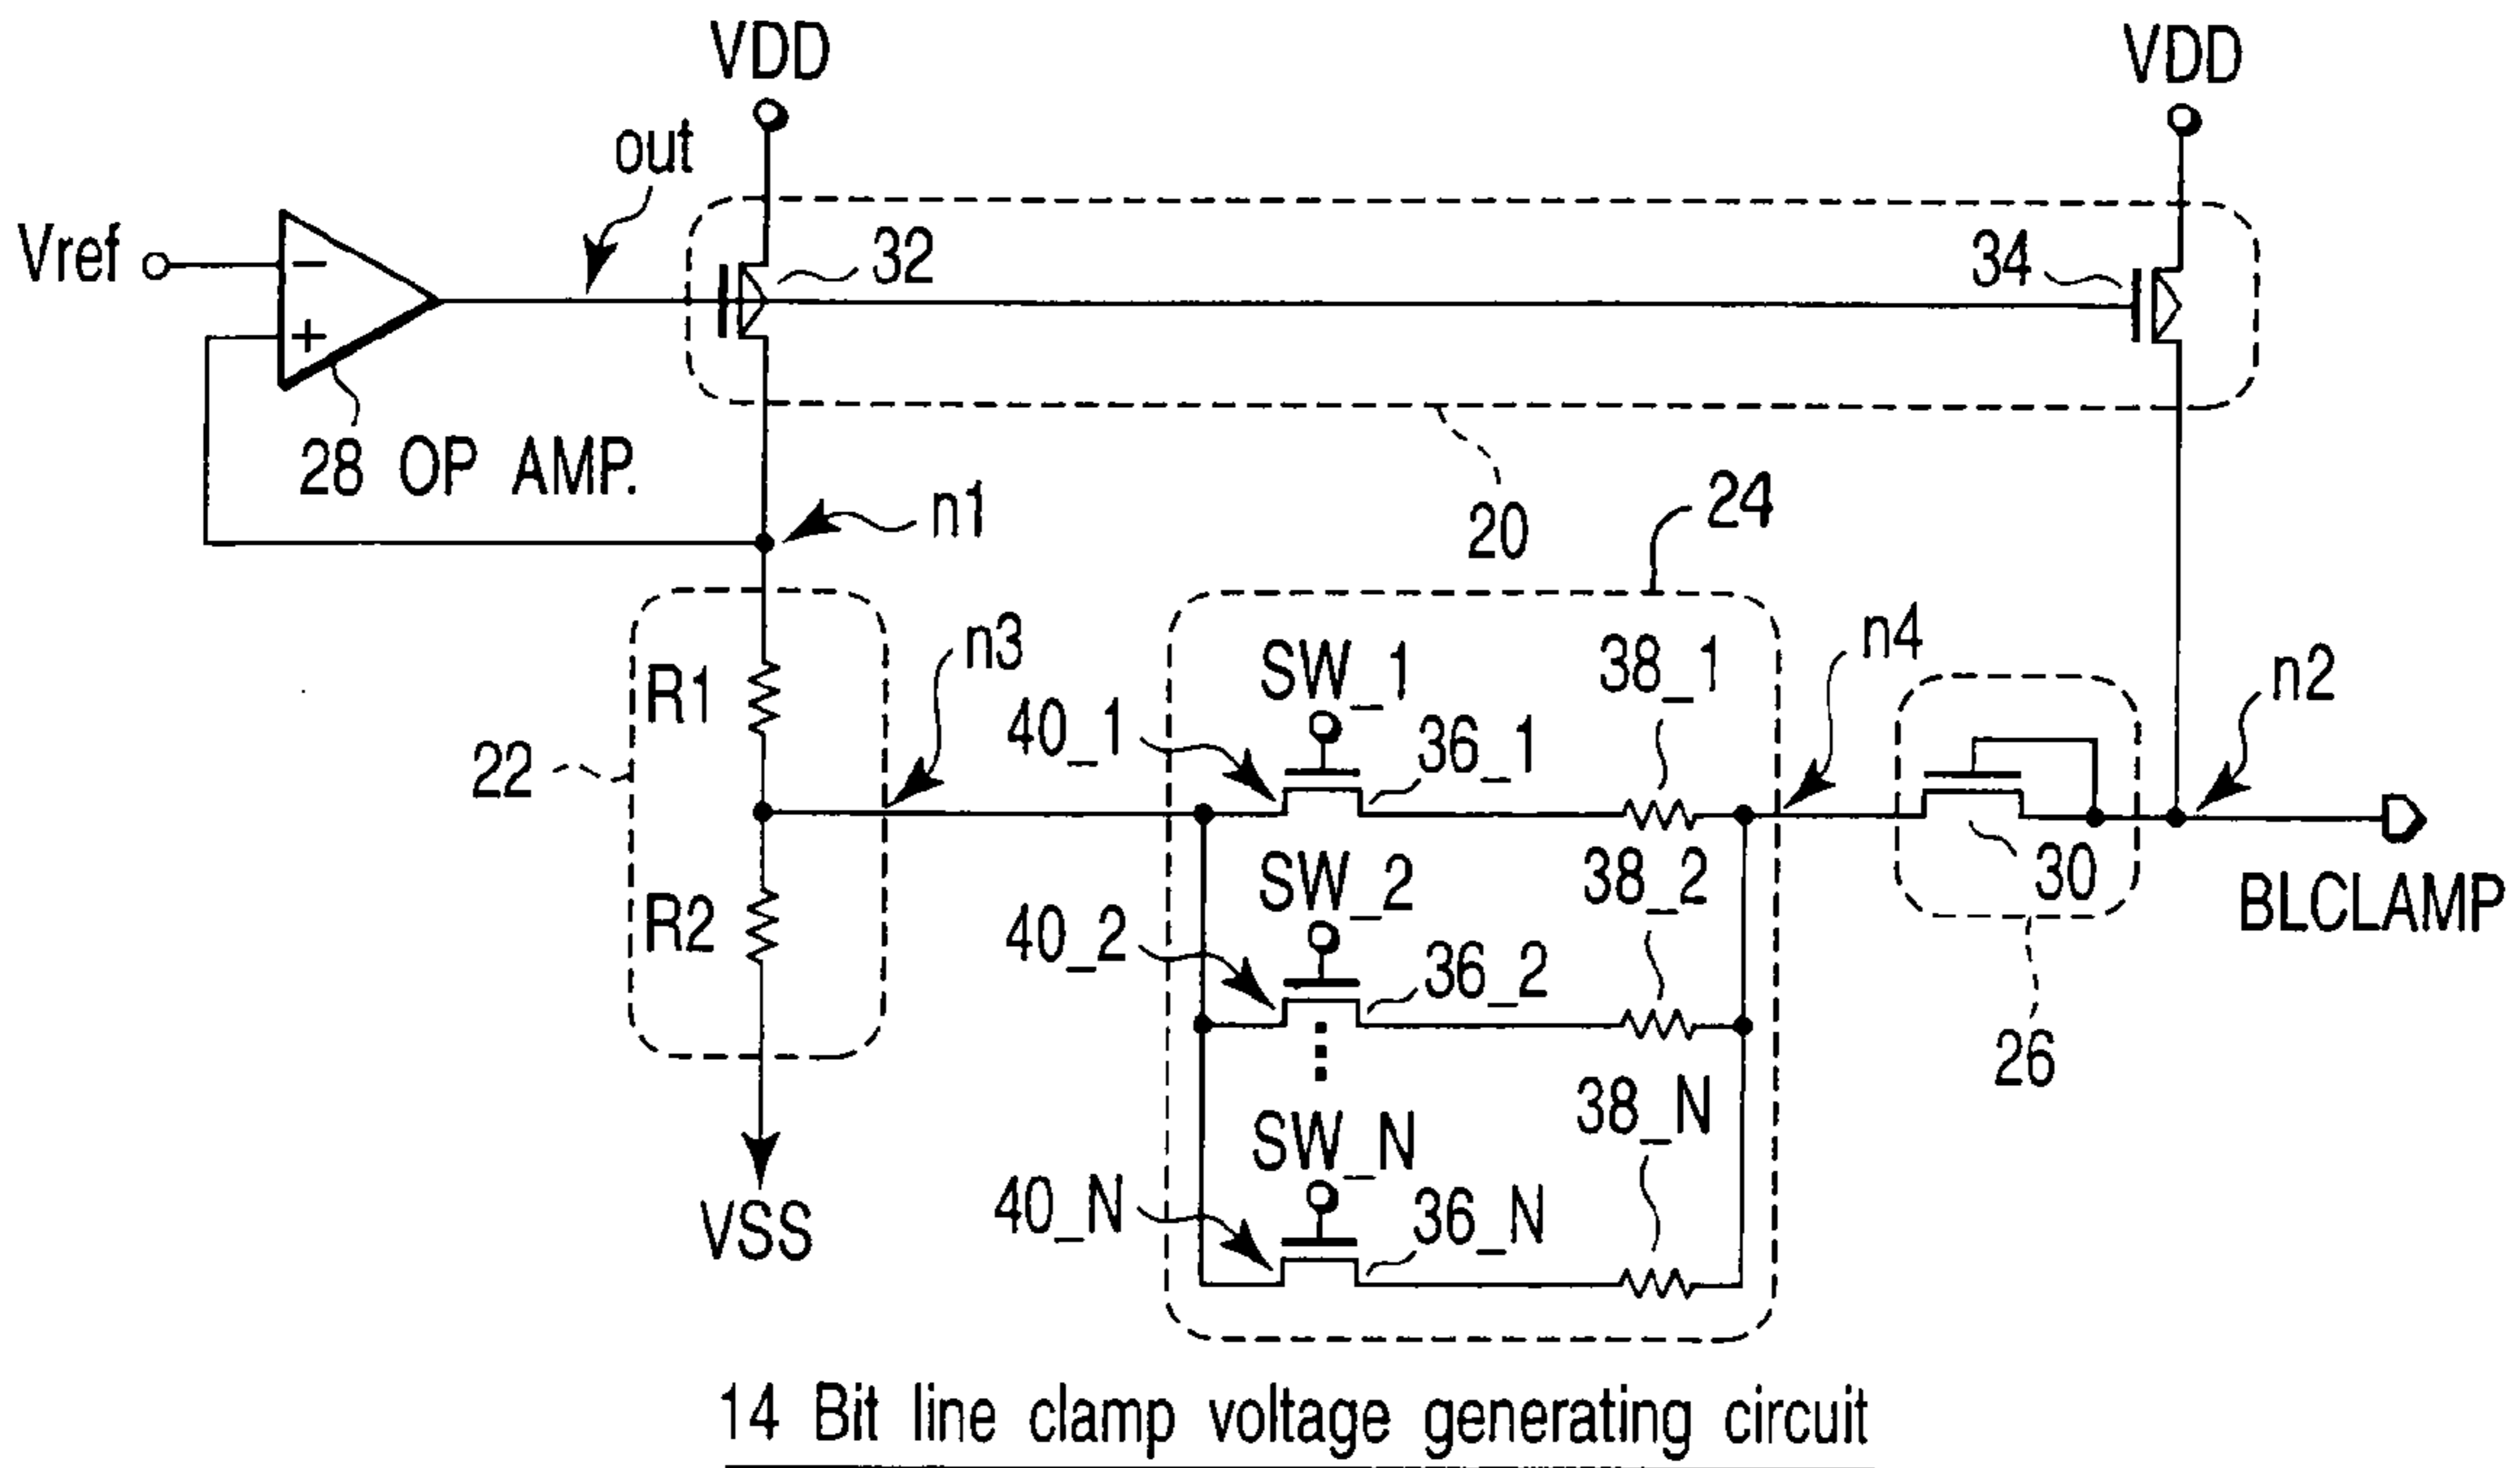 VDD
VDD
out
Vref
−
+
32
34
28 OP AMP.
n1
20
24
22
R1
n3
SW_1
38_1
n4
n2
40_1
36_1
R2
SW_2
38_2
30
BLCLAMP
40_2
36_2
26
VSS
SW_N
38_N
40_N
36_N
14 Bit line clamp voltage generating circuit